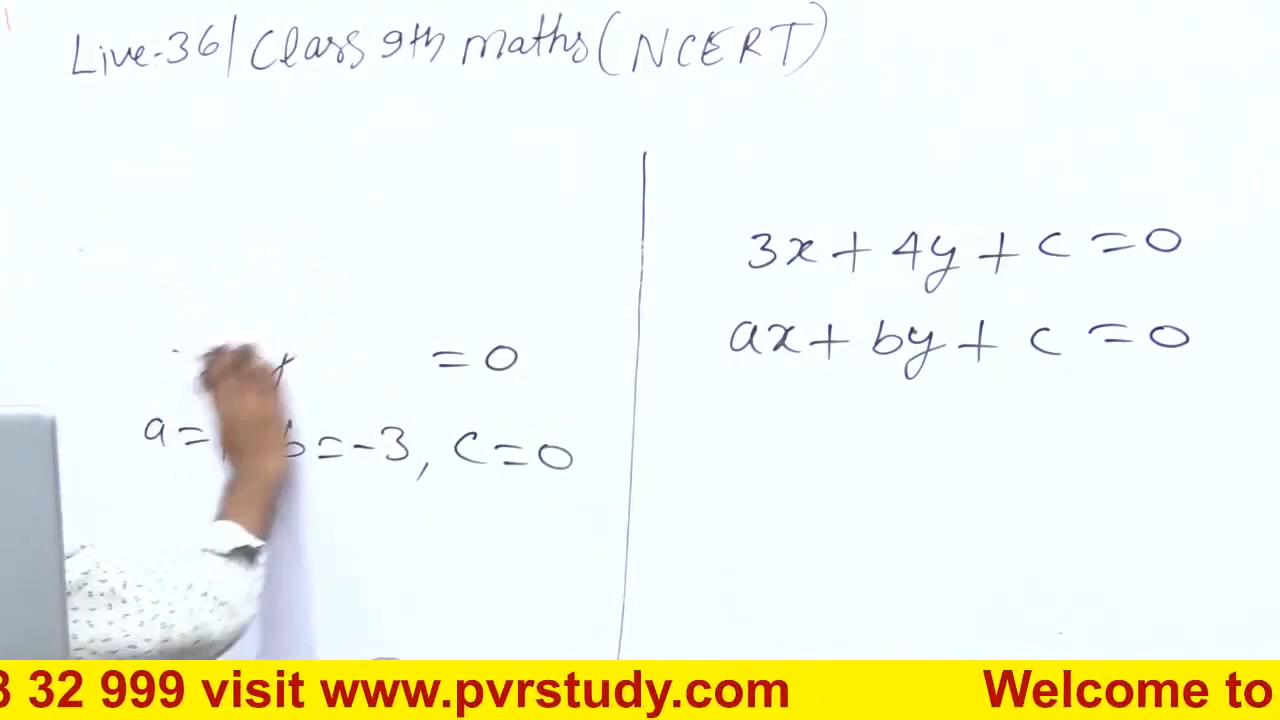 Live-36/Class 9th maths (NCERT)
= 0
a = b = -3, c = 0
3x + 4y + c = 0
ax + by + c = 0
3 32 999 visit www.pvrstudy.com Welcome to